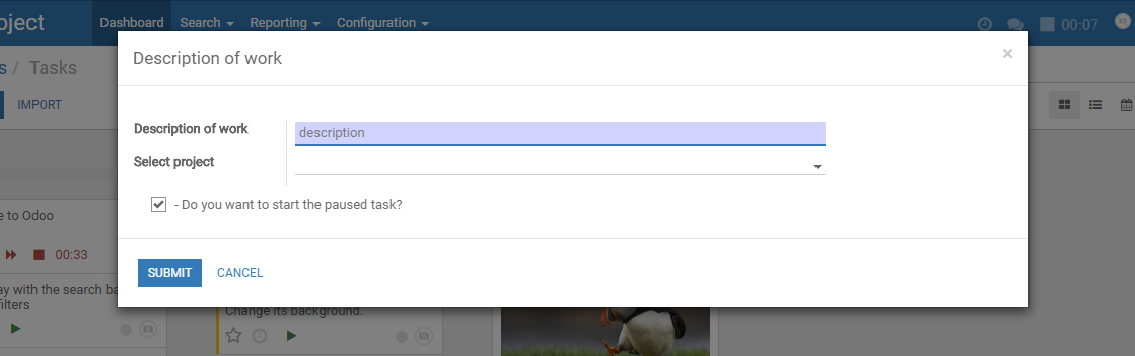 oject Dashboard Search Reporting Configuration 00:07
s / Tasks
Description of work ×
IMPORT
Description of work description
Select project
- Do you want to start the paused task?
e to Odoo
00:33
SUBMIT CANCEL
ay with the search ba
filters
Change its background.